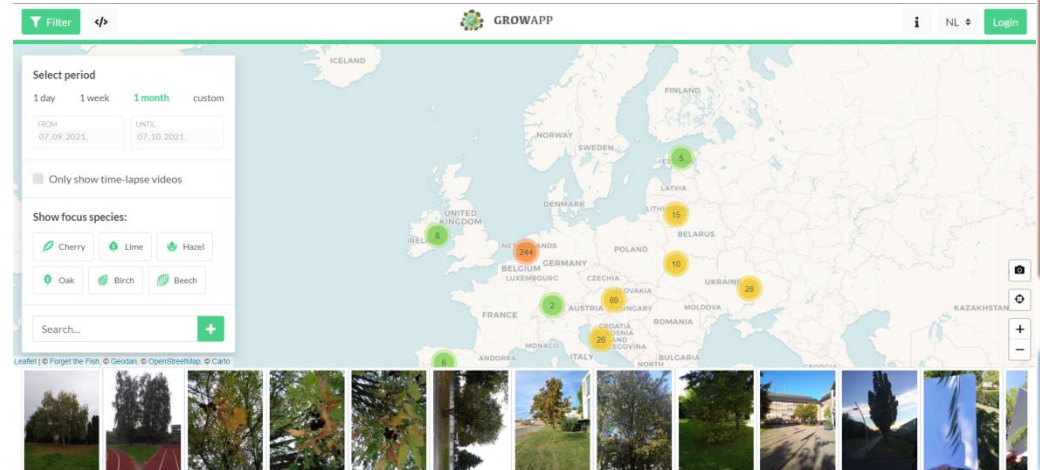 Filter
</>
GROWAPP
i
NL
Login
Select period
1 day 1 week 1 month custom
FROM
07.09.2021.
UNTIL
07.10.2021.
Only show time-lapse videos
Show focus species:
Cherry Lime Hazel
Oak Birch Beech
Search...
+
Leaflet | © Forget the Fish, © Geodan, © OpenStreetMap, © Carto
ICELAND
FINLAND
NORWAY
SWEDEN
5
LATVIA
DENMARK
15
UNITED
KINGDOM
8
BELARUS
244
POLAND
10
BELGIUM
GERMANY
LUXEMBOURG
CZECHIA
UKRAINE
28
89
2
AUSTRIA
HUNGARY
MOLDOVA
KAZAKHSTAN
FRANCE
CROATIA
ROMANIA
26
AND
MONACO
ANDORRA
ITALY
BULGARIA
NORTH
6
+
−